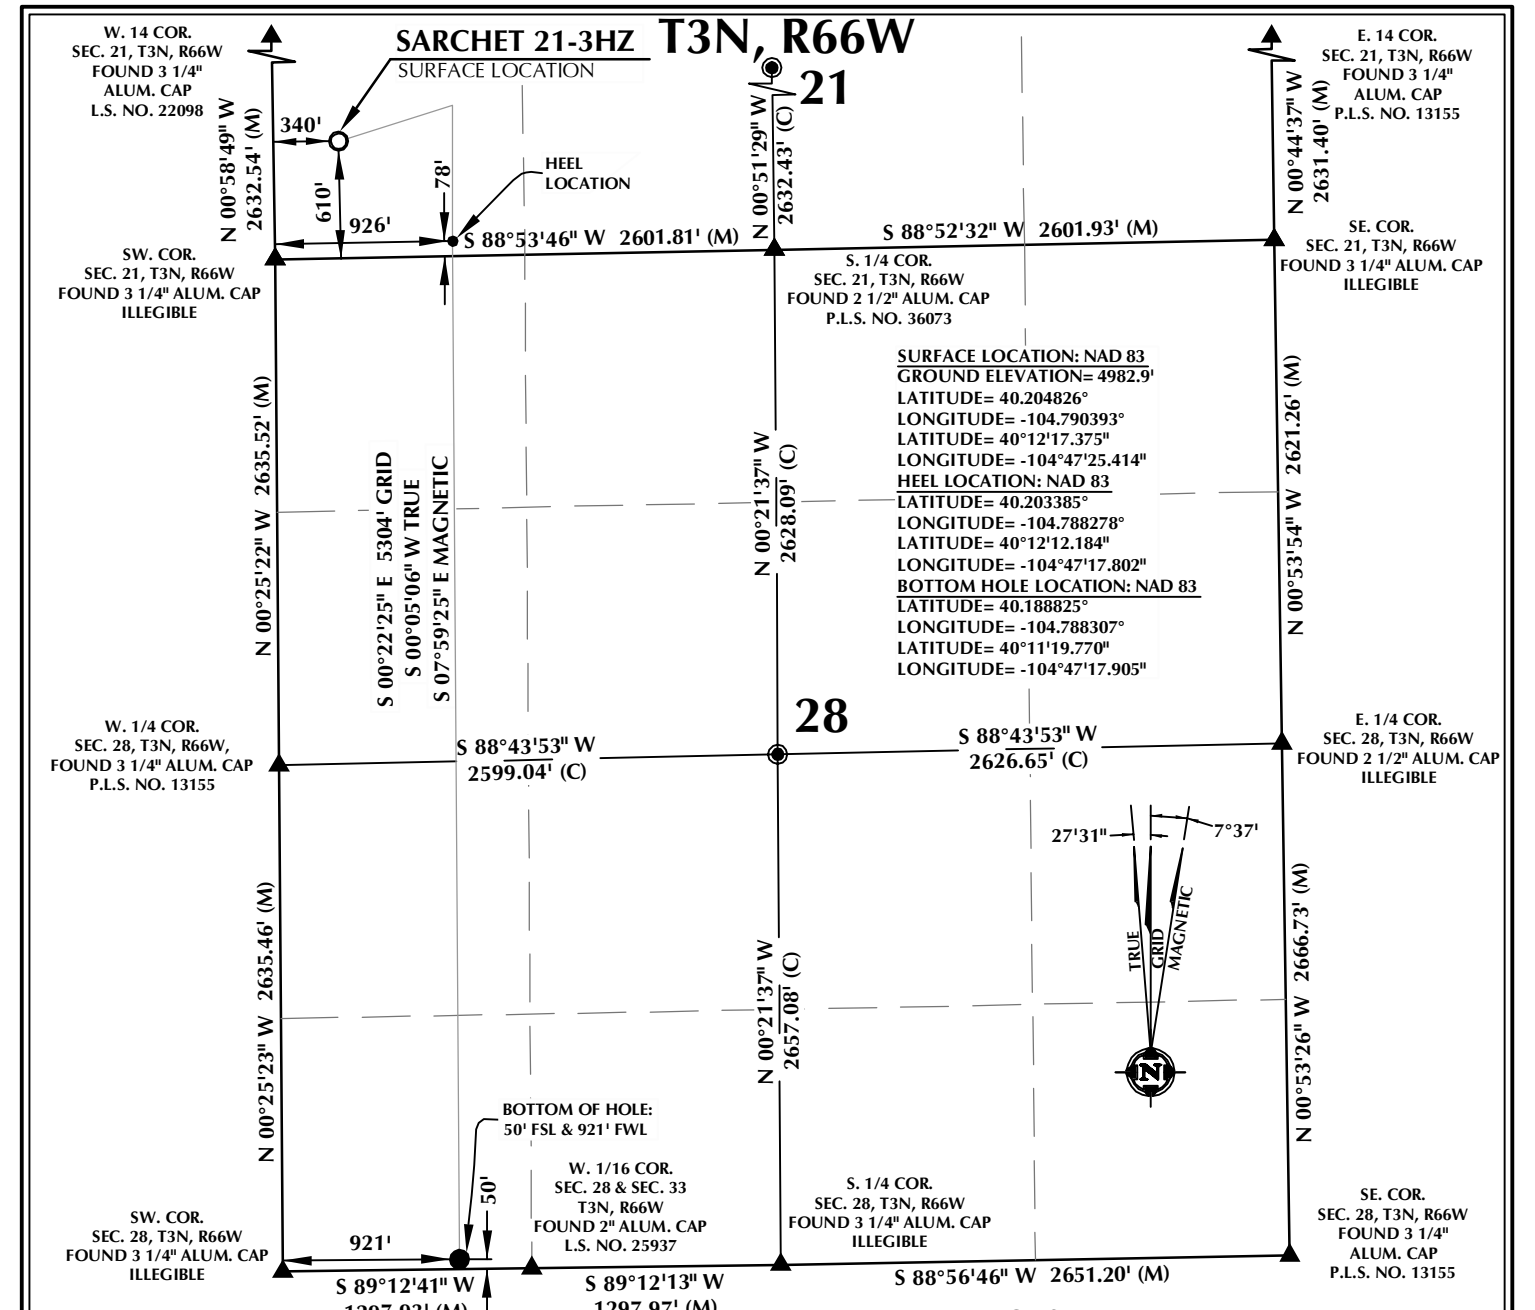 W. 14 COR.
SEC. 21, T3N, R66W
FOUND 3 1/4"
ALUM. CAP
L.S. NO. 22098
SARCHET 21-3HZ
SURFACE LOCATION
T3N, R66W
21
E. 14 COR.
SEC. 21, T3N, R66W
FOUND 3 1/4"
ALUM. CAP
P.L.S. NO. 13155
N 00°58'49" W
2632.54' (M)
340'
610'
926'
78'
HEEL
LOCATION
N 00°51'29" W
2632.43' (C)
N 00°44'37" W
2631.40' (M)
S 88°53'46" W 2601.81' (M)
S 88°52'32" W 2601.93' (M)
SW. COR.
SEC. 21, T3N, R66W
FOUND 3 1/4" ALUM. CAP
ILLEGIBLE
S. 1/4 COR.
SEC. 21, T3N, R66W
FOUND 2 1/2" ALUM. CAP
P.L.S. NO. 36073
SE. COR.
SEC. 21, T3N, R66W
FOUND 3 1/4" ALUM. CAP
ILLEGIBLE
SURFACE LOCATION: NAD 83
GROUND ELEVATION= 4982.9'
LATITUDE= 40.204826°
LONGITUDE= -104.790393°
LATITUDE= 40°12'17.375"
LONGITUDE= -104°47'25.414"
HEEL LOCATION: NAD 83
LATITUDE= 40.203385°
LONGITUDE= -104.788278°
LATITUDE= 40°12'12.184"
LONGITUDE= -104°47'17.802"
BOTTOM HOLE LOCATION: NAD 83
LATITUDE= 40.188825°
LONGITUDE= -104.788307°
LATITUDE= 40°11'19.770"
LONGITUDE= -104°47'17.905"
N 00°25'22" W 2635.52' (M)
S 00°22'25" E 5304' GRID
S 00°05'06" W TRUE
S 07°59'25" E MAGNETIC
N 00°21'37" W
2628.09' (C)
N 00°53'54" W 2621.26' (M)
28
W. 1/4 COR.
SEC. 28, T3N, R66W,
FOUND 3 1/4" ALUM. CAP
P.L.S. NO. 13155
S 88°43'53" W
2599.04' (C)
S 88°43'53" W
2626.65' (C)
E. 1/4 COR.
SEC. 28, T3N, R66W
FOUND 2 1/2" ALUM. CAP
ILLEGIBLE
27'31"
7°37'
TRUE
GRID
MAGNETIC
N
N 00°25'23" W 2635.46' (M)
N 00°21'37" W
2657.08' (C)
N 00°53'26" W 2666.73' (M)
BOTTOM OF HOLE:
50' FSL & 921' FWL
50'
921'
W. 1/16 COR.
SEC. 28 & SEC. 33
T3N, R66W
FOUND 2" ALUM. CAP
L.S. NO. 25937
S. 1/4 COR.
SEC. 28, T3N, R66W
FOUND 3 1/4" ALUM. CAP
ILLEGIBLE
SW. COR.
SEC. 28, T3N, R66W
FOUND 3 1/4" ALUM. CAP
ILLEGIBLE
SE. COR.
SEC. 28, T3N, R66W
FOUND 3 1/4"
ALUM. CAP
P.L.S. NO. 13155
S 89°12'41" W
S 89°12'13" W
1297.97' (M)
S 88°56'46" W 2651.20' (M)